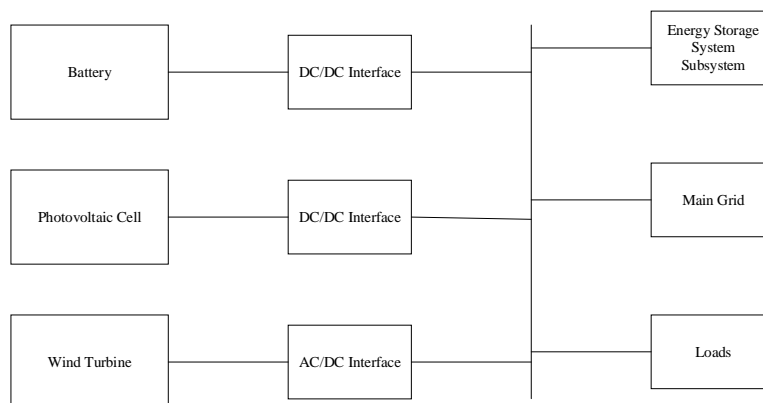 Battery
DC/DC Interface
Energy Storage
System
Subsystem
Photovoltaic Cell
DC/DC Interface
Main Grid
Wind Turbine
AC/DC Interface
Loads